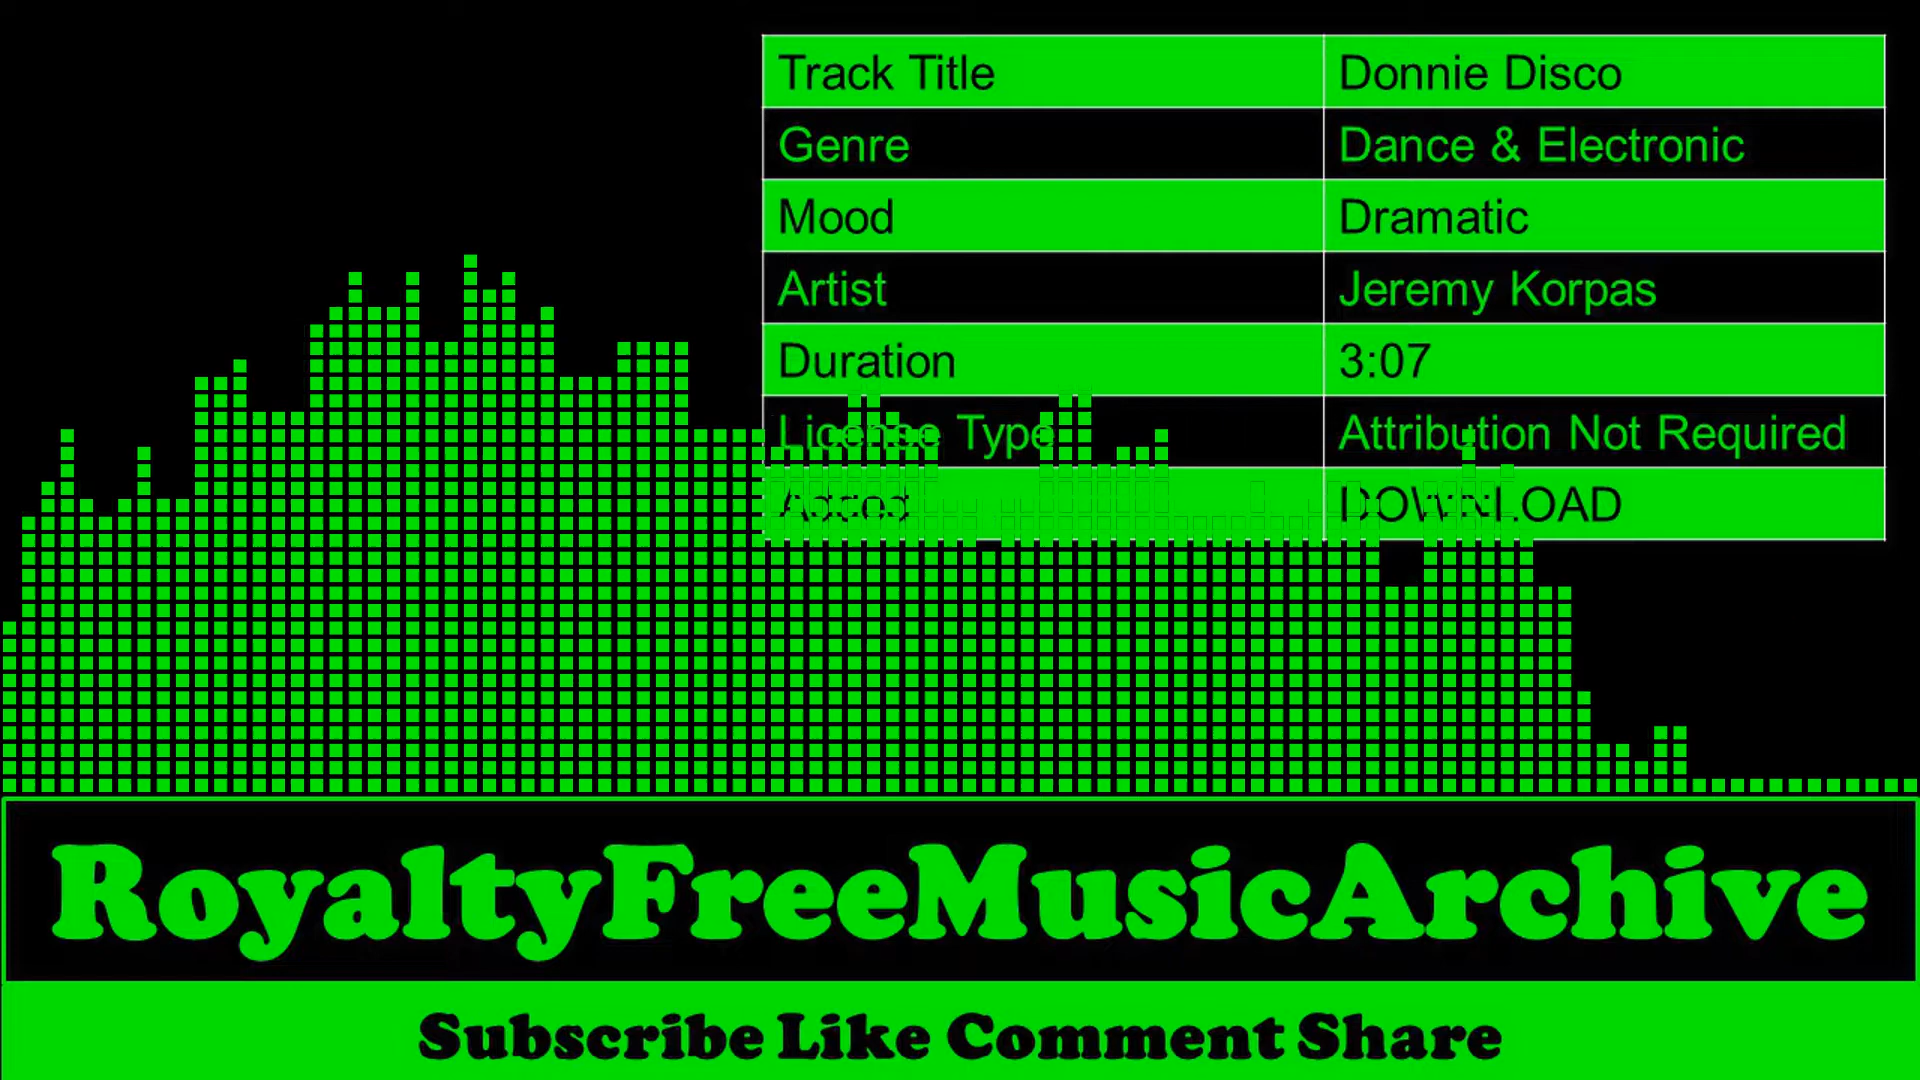 Track Title Donnie Disco
Genre Dance & Electronic
Mood Dramatic
Artist Jeremy Korpas
Duration 3:07
License Type Attribution Not Required
DOWNLOAD
RoyaltyFreeMusicArchive
Subscribe Like Comment Share